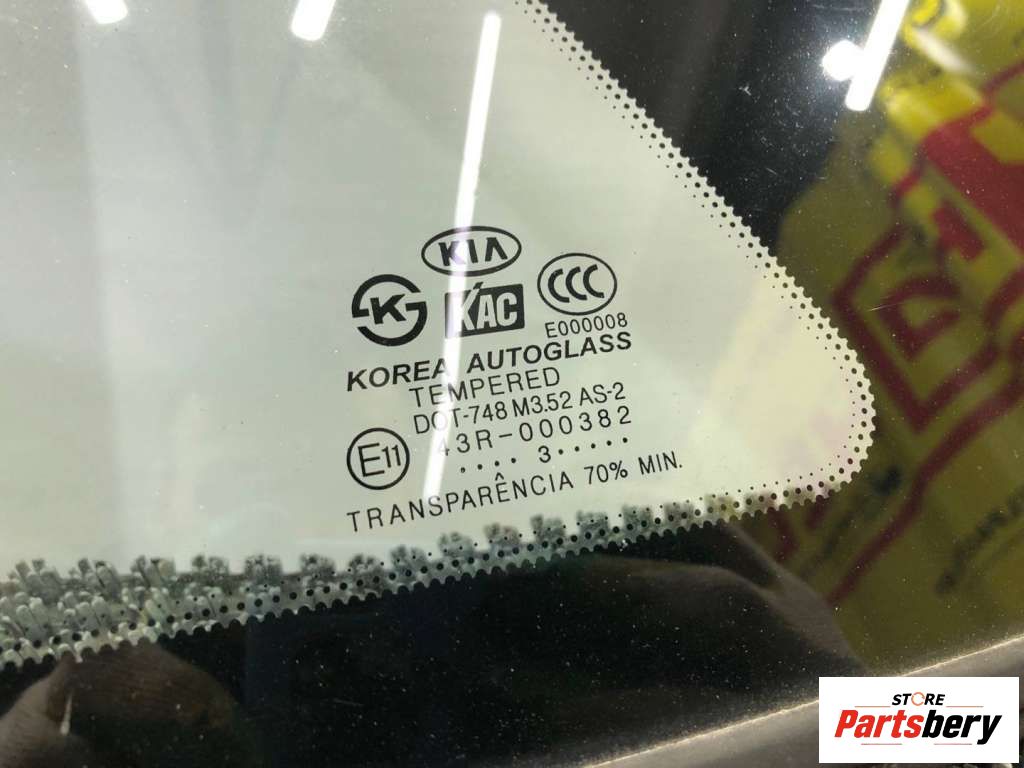 KIA
K
KAC
CCC
E000008
KOREA AUTOGLASS
TEMPERED
DOT-748 M3.52 AS-2
E11
43R-000382
.... 3.....
TRANSPARÊNCIA 70% MIN.
STORE
Partsbery